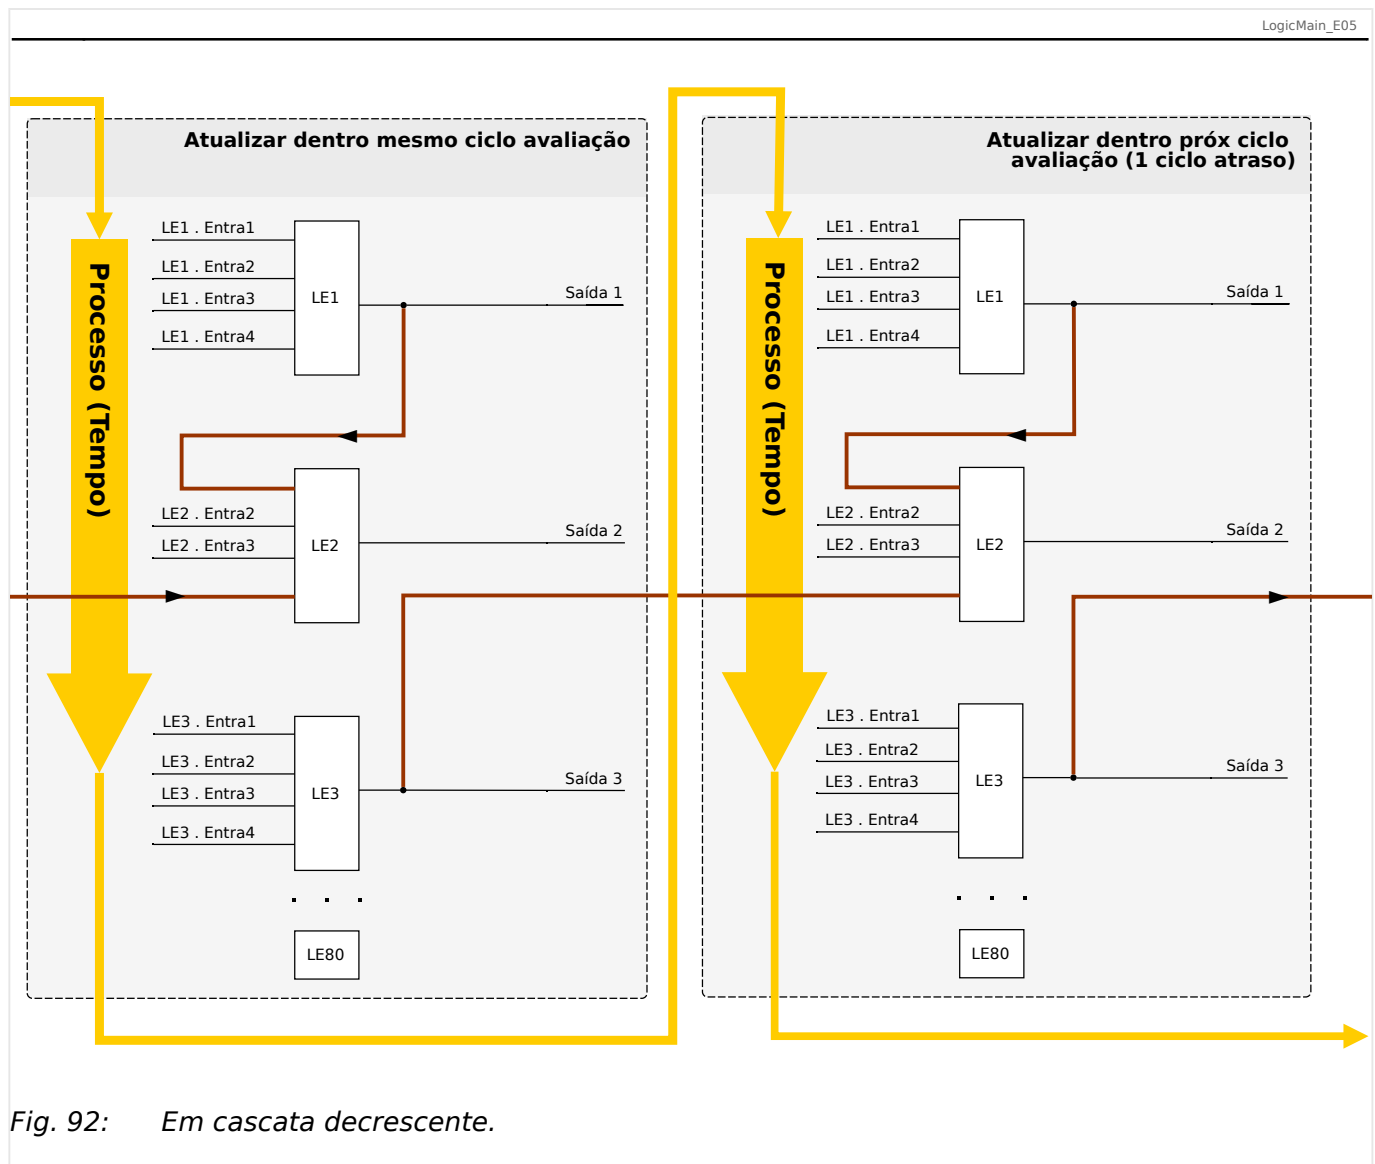 LogicMain_E05
Atualizar dentro mesmo ciclo avaliação
Processo (Tempo)
LE1 . Entra1
LE1 . Entra2
LE1 . Entra3
LE1 . Entra4
LE1
Saída 1
LE2 . Entra2
LE2 . Entra3
LE2
Saída 2
LE3 . Entra1
LE3 . Entra2
LE3 . Entra3
LE3 . Entra4
LE3
Saída 3
. . .
LE80
Atualizar dentro próx ciclo
avaliação (1 ciclo atraso)
Processo (Tempo)
LE1 . Entra1
LE1 . Entra2
LE1 . Entra3
LE1 . Entra4
LE1
Saída 1
LE2 . Entra2
LE2 . Entra3
LE2
Saída 2
LE3 . Entra1
LE3 . Entra2
LE3 . Entra3
LE3 . Entra4
LE3
Saída 3
. . .
LE80
Fig. 92: Em cascata decrescente.